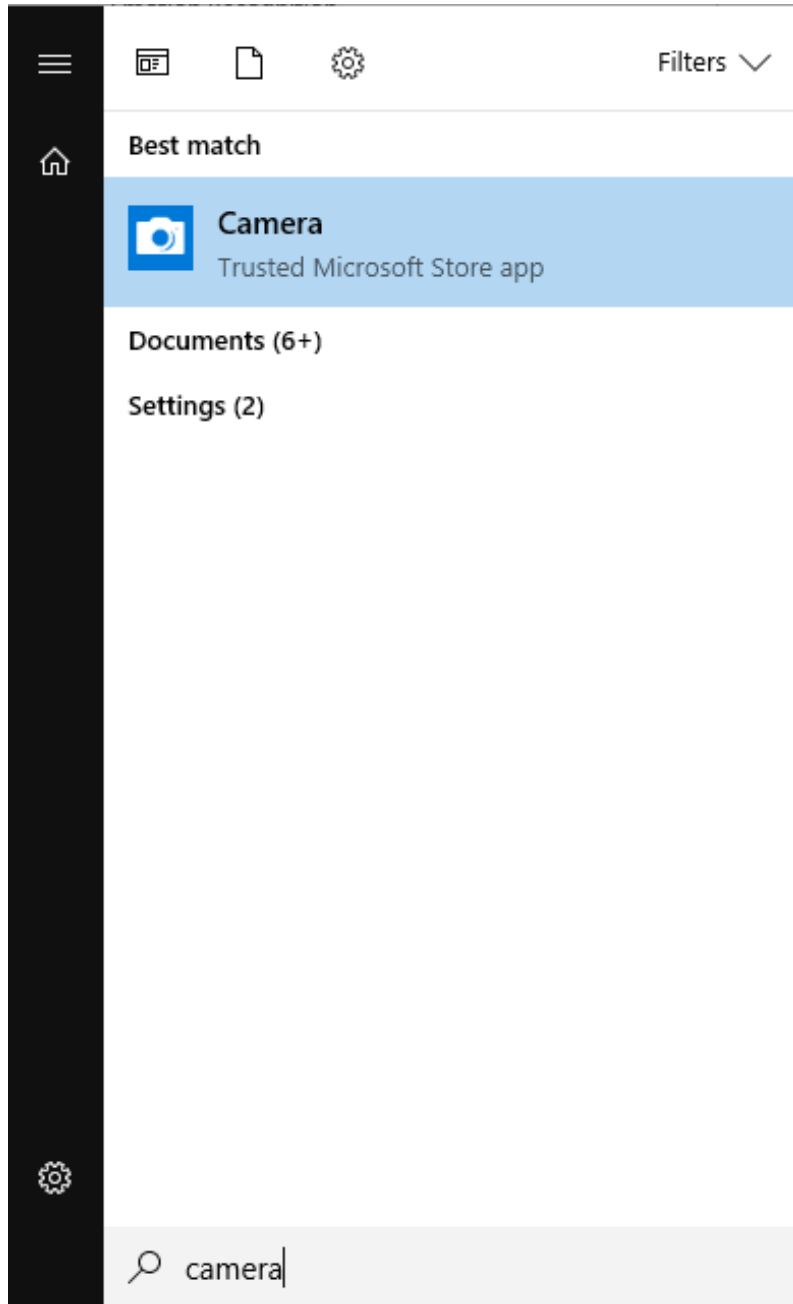 Filters
Best match
Camera
Trusted Microsoft Store app
Documents (6+)
Settings (2)
camera